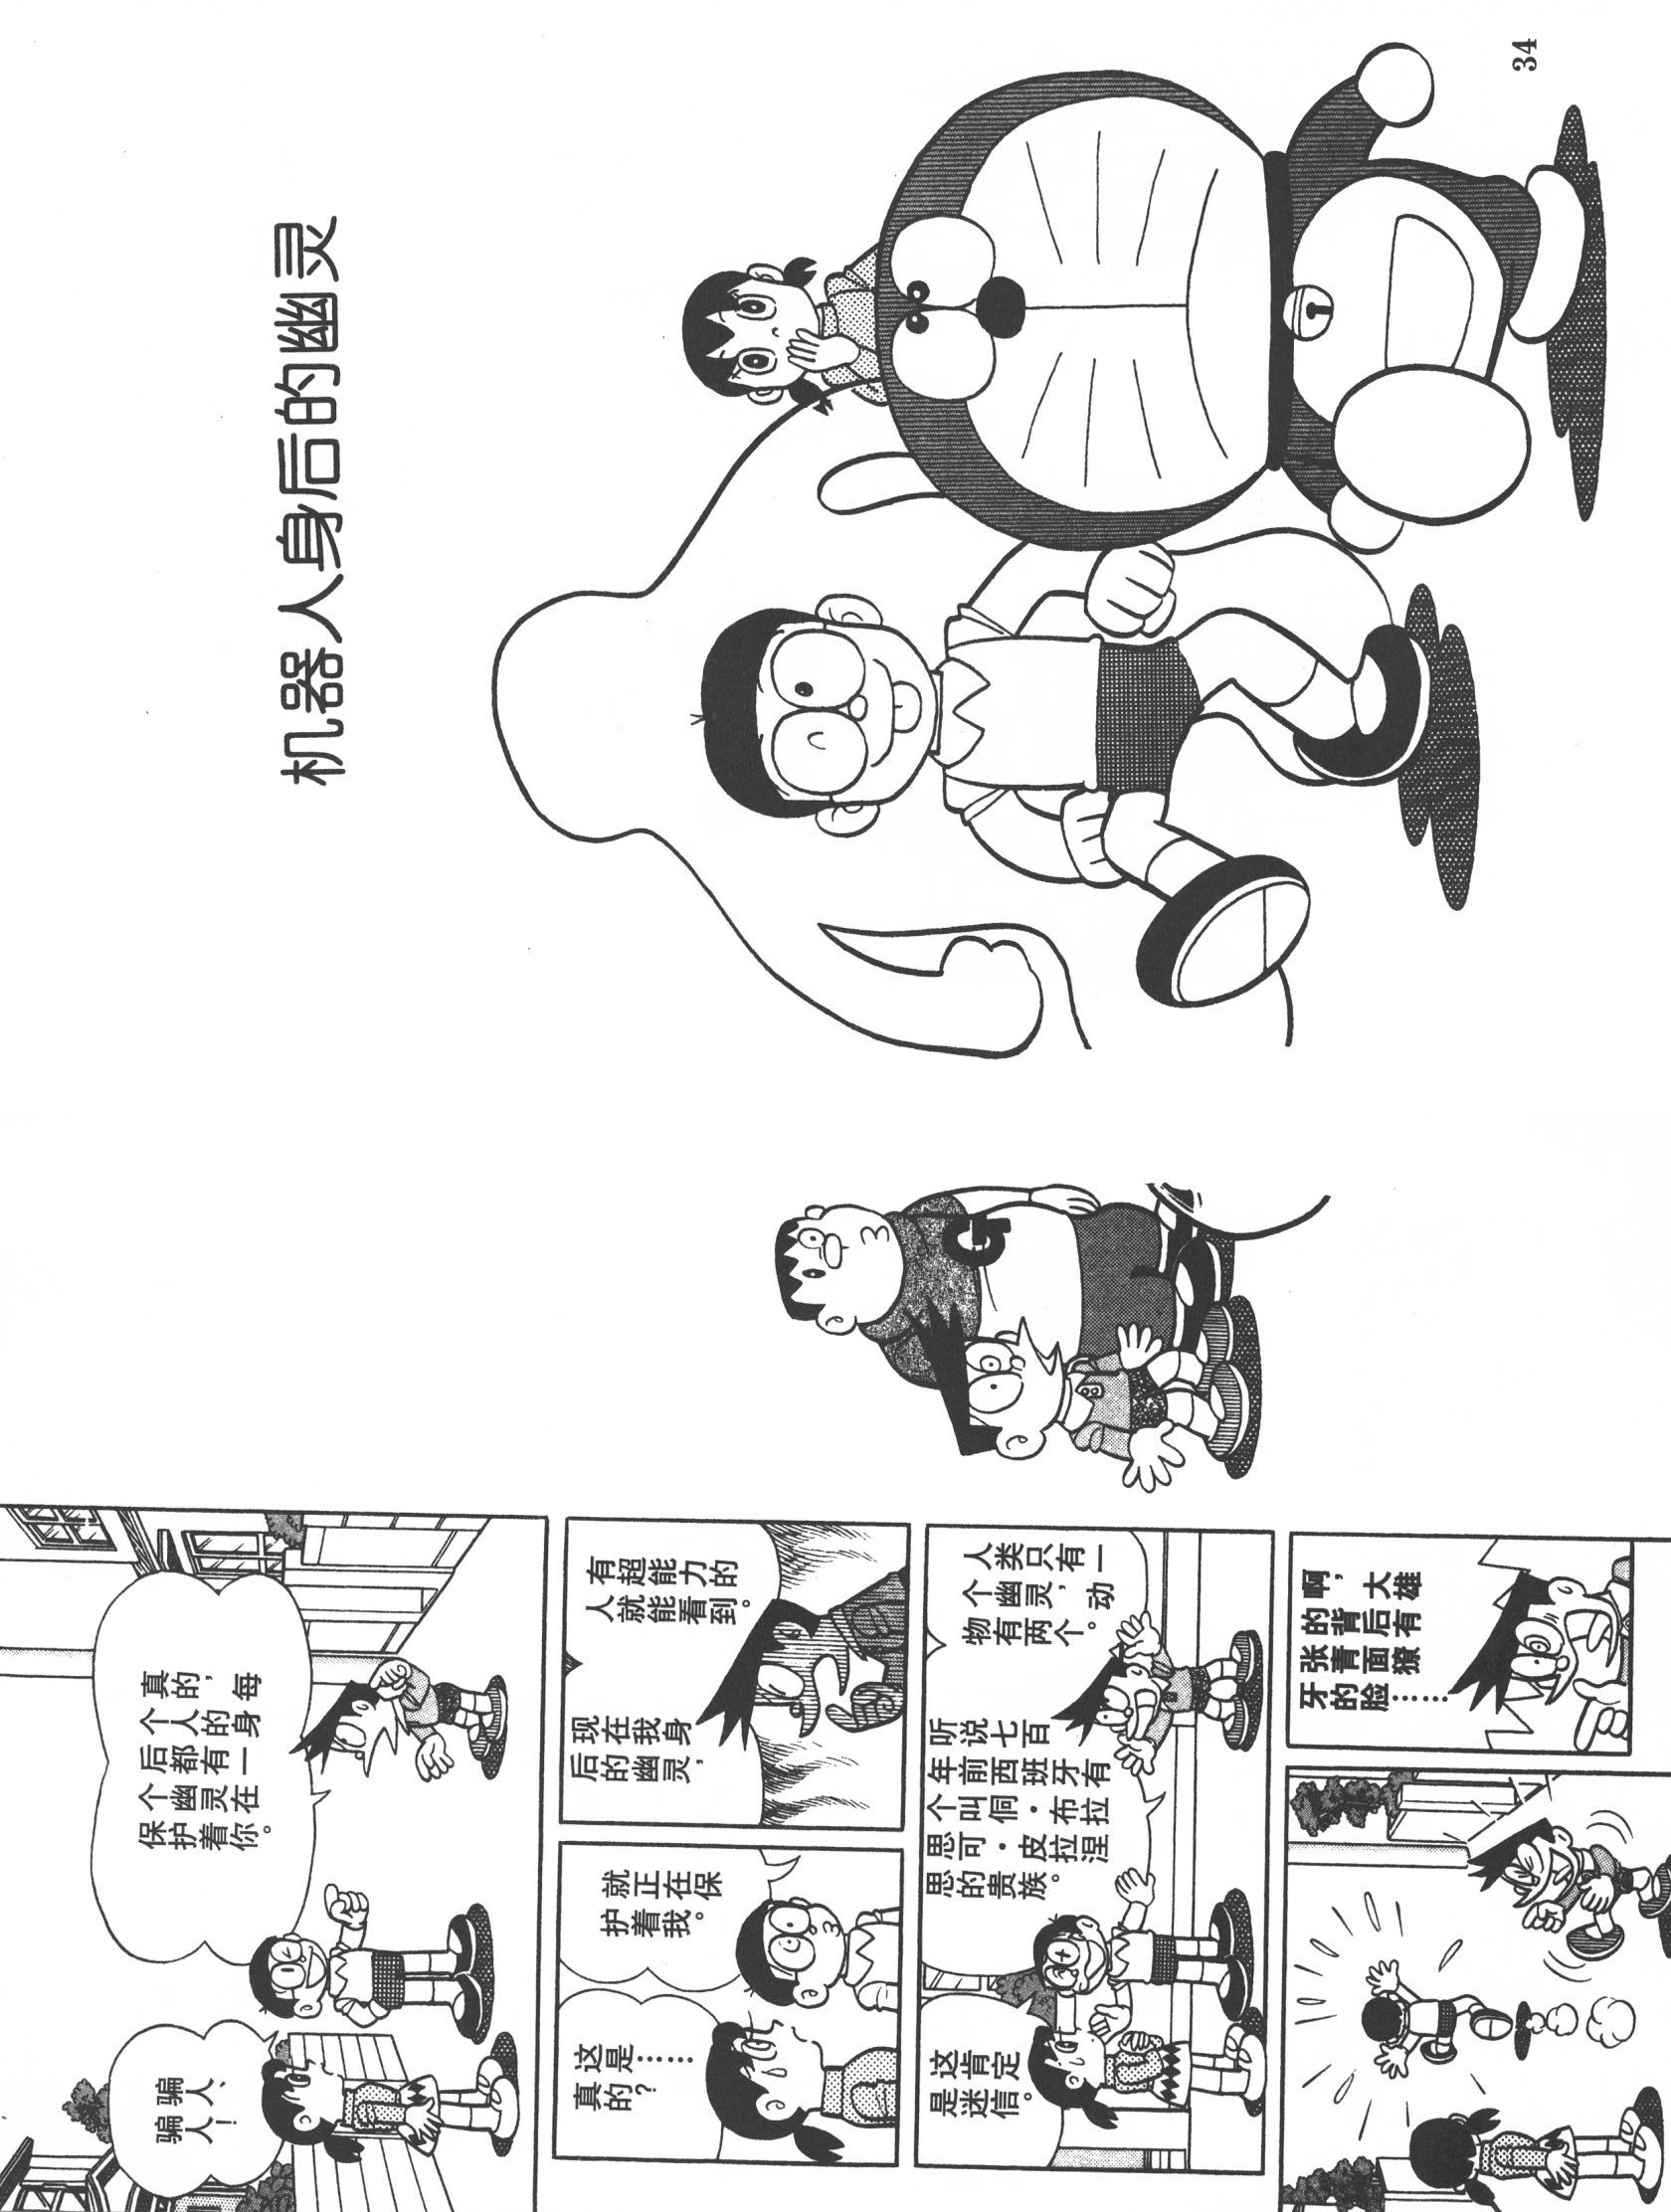 机器人身后的幽灵
34
真的，每
个人的身
后都有一
个幽灵在
保护着你。
骗人、
骗人！
有超能力的
人就能看到。
现在我身
后的幽灵，
就正在保
护着我。
这是……
真的？
人类只有一
个幽灵，动
物有两个。
听说七百
年前西班牙有
个叫侗·布拉
思可·皮拉涅
思的贵族。
这肯定
是迷信。
啊，大雄
的背后有
张青面獠
牙的脸……